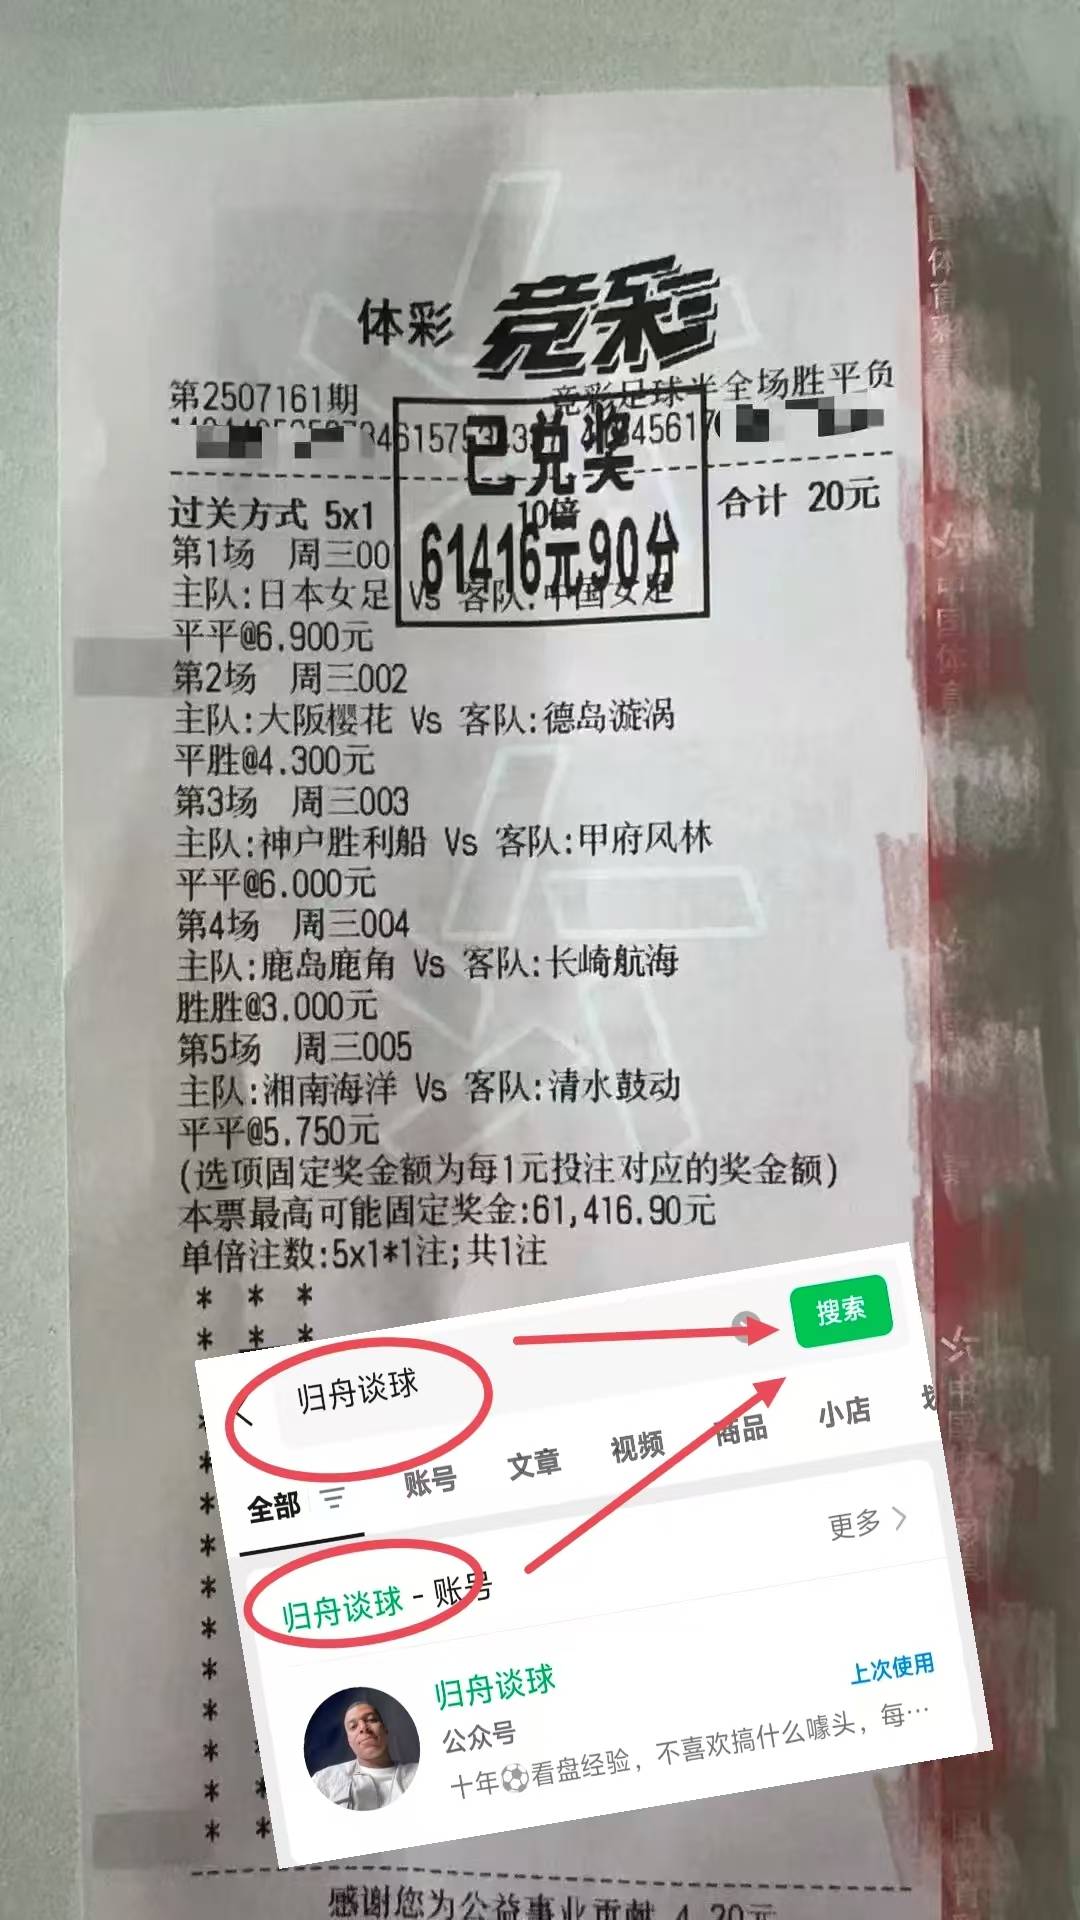 体彩 竞彩
第2507161期
竞彩足球半全场胜平负
已兑奖
61416元90分
过关方式 5x1
10倍
合计 20元
第1场 周三00
主队:日本女足 Vs 客队:中国女足
平平@6.900元
第2场 周三002
主队:大阪樱花 Vs 客队:德岛漩涡
平胜@4.300元
第3场 周三003
主队:神户胜利船 Vs 客队:甲府风林
平平@6.000元
第4场 周三004
主队:鹿岛鹿角 Vs 客队:长崎航海
胜胜@3.000元
第5场 周三005
主队:湘南海洋 Vs 客队:清水鼓动
平平@5.750元
(选项固定奖金额为每1元投注对应的奖金额)
本票最高可能固定奖金:61,416.90元
单倍注数:5x1*1注;共1注
归舟谈球
搜索
全部 账号 文章 视频 商品 小店
归舟谈球 - 账号
更多
归舟谈球
上次使用
公众号
十年⚽看盘经验，不喜欢搞什么噱头，每…
感谢您为公益事业贡献 4.20元